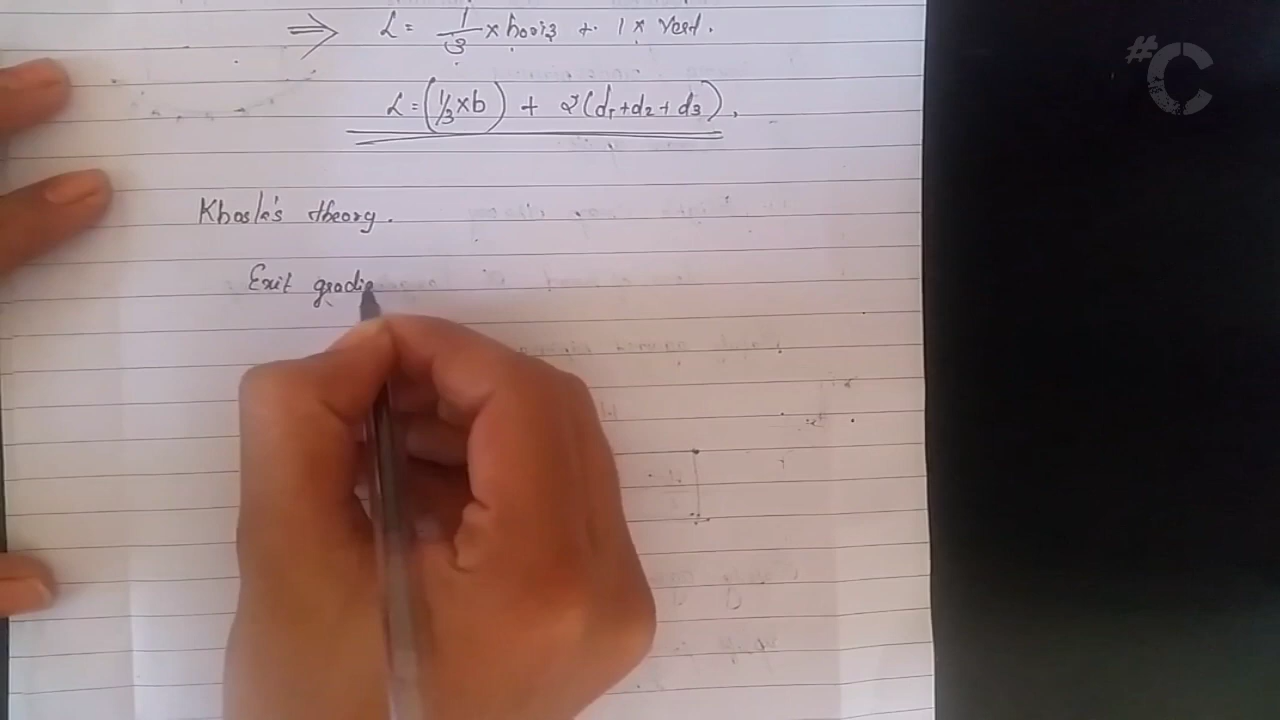 ⇒ L = 1/3 × horiz + 1 × vert.
#C
L = (1/3 × b) + 2(d1 + d2 + d3).
Khosla's theory.
Exit gradie